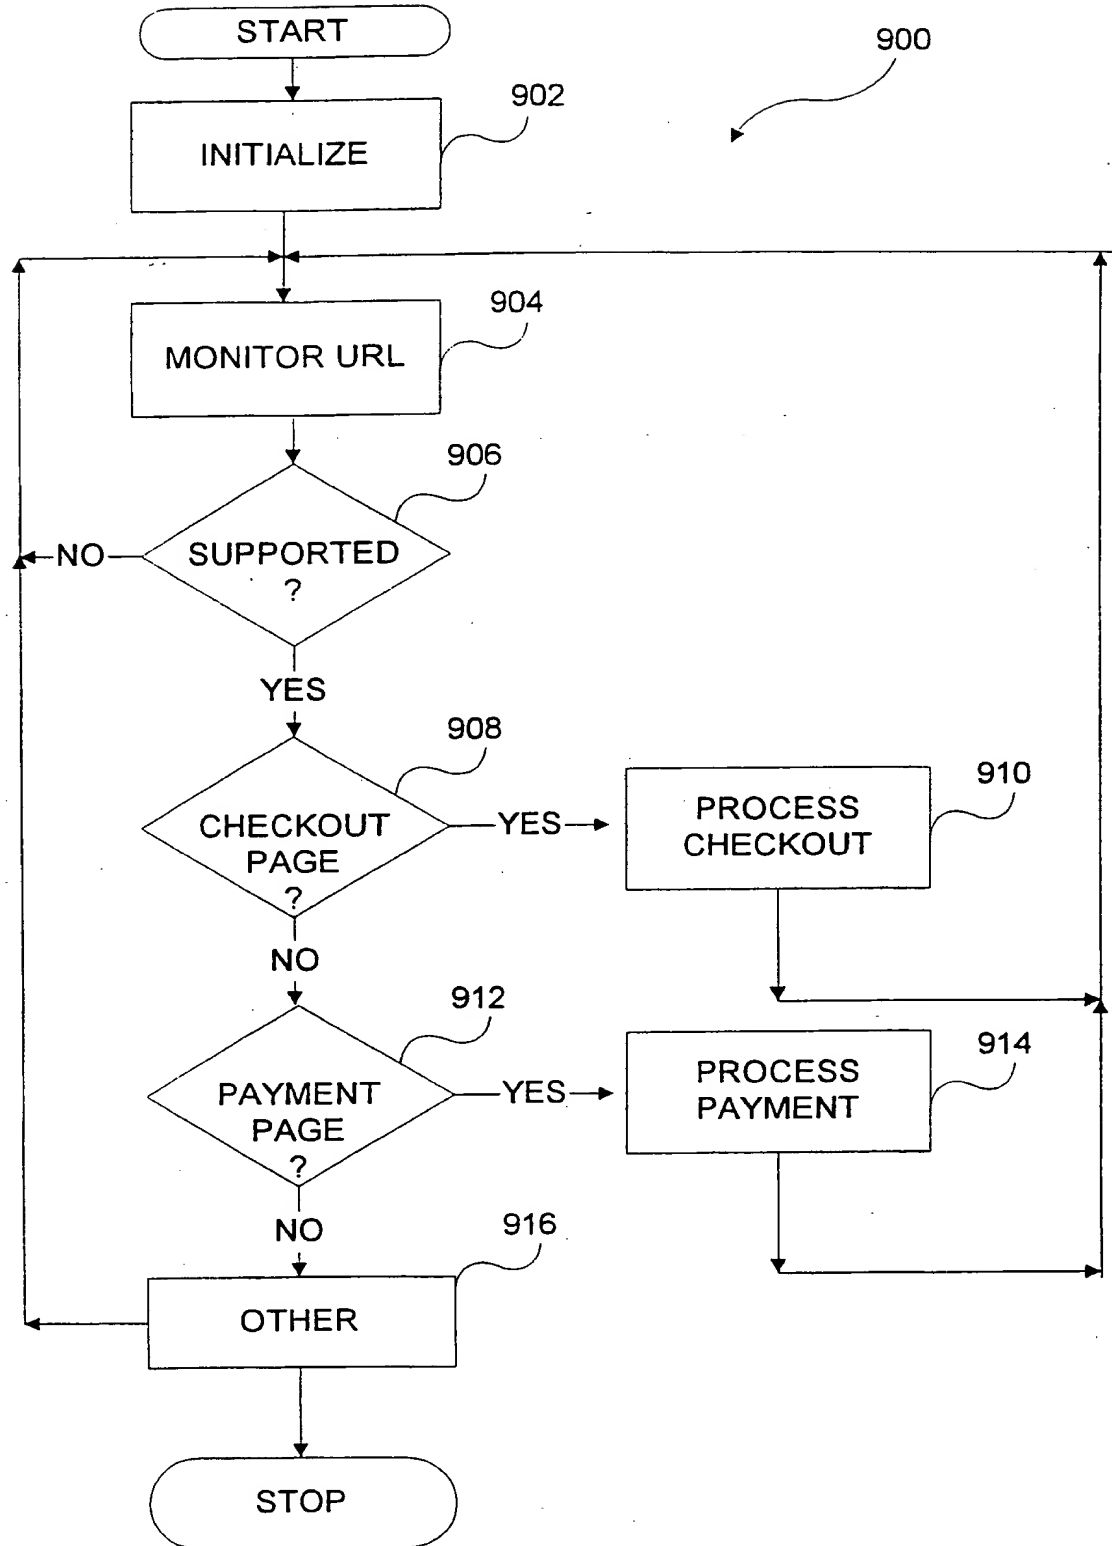 START
900
902
INITIALIZE
904
MONITOR URL
906
SUPPORTED
?
NO
YES
908
CHECKOUT
PAGE
?
YES
910
PROCESS
CHECKOUT
NO
912
PAYMENT
PAGE
?
YES
914
PROCESS
PAYMENT
NO
916
OTHER
STOP